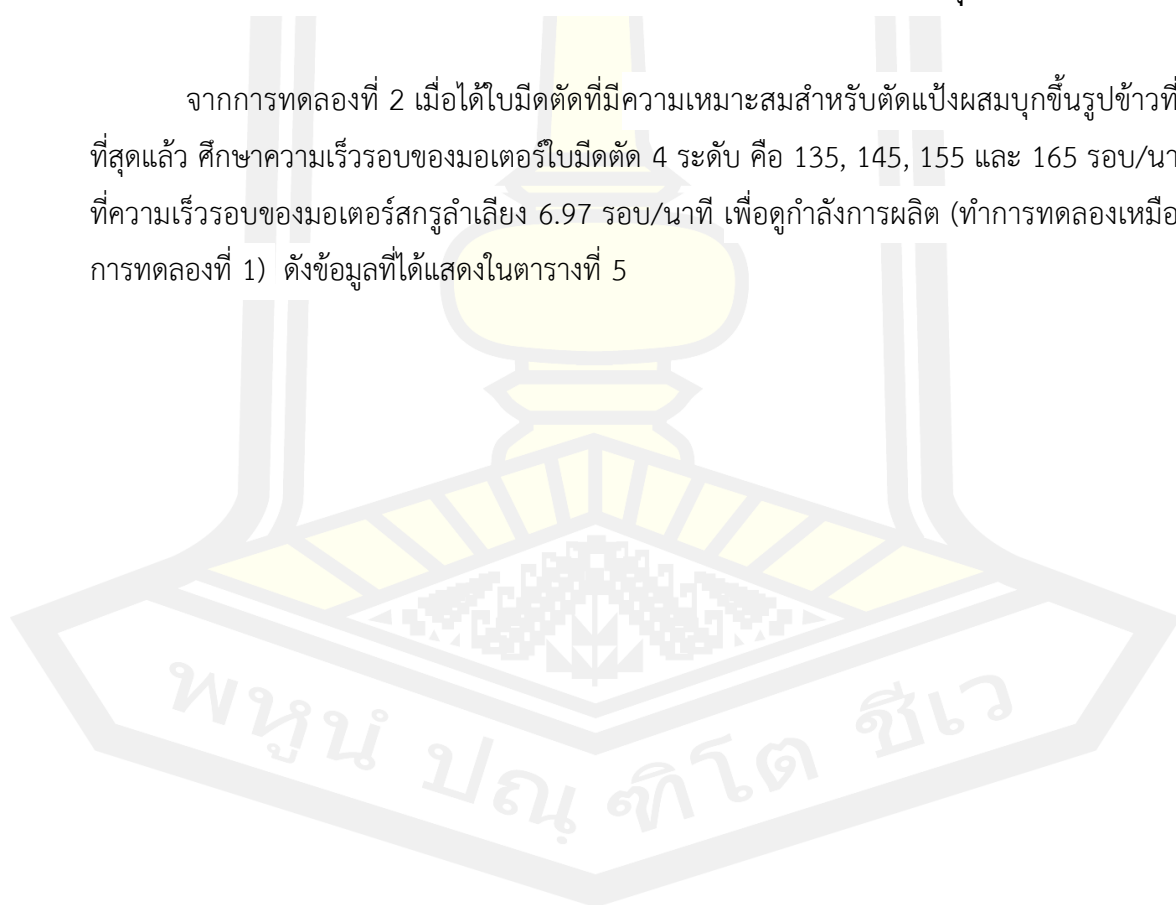 จากการทดลองที่ 2 เมื่อได้ใบมีดตัดที่มีความเหมาะสมสำหรับตัดแป้งผสมบุกขึ้นรูปข้าวที่
ที่สุดแล้ว ศึกษาความเร็วรอบของมอเตอร์ใบมีดตัด 4 ระดับ คือ 135, 145, 155 และ 165 รอบ/นา
ที่ความเร็วรอบของมอเตอร์สกรูลำเลียง 6.97 รอบ/นาที เพื่อดูกำลังการผลิต (ทำการทดลองเหมือ
การทดลองที่ 1) ดังข้อมูลที่ได้แสดงในตารางที่ 5
พหูนํ ปณฺฑิโต ชีเว